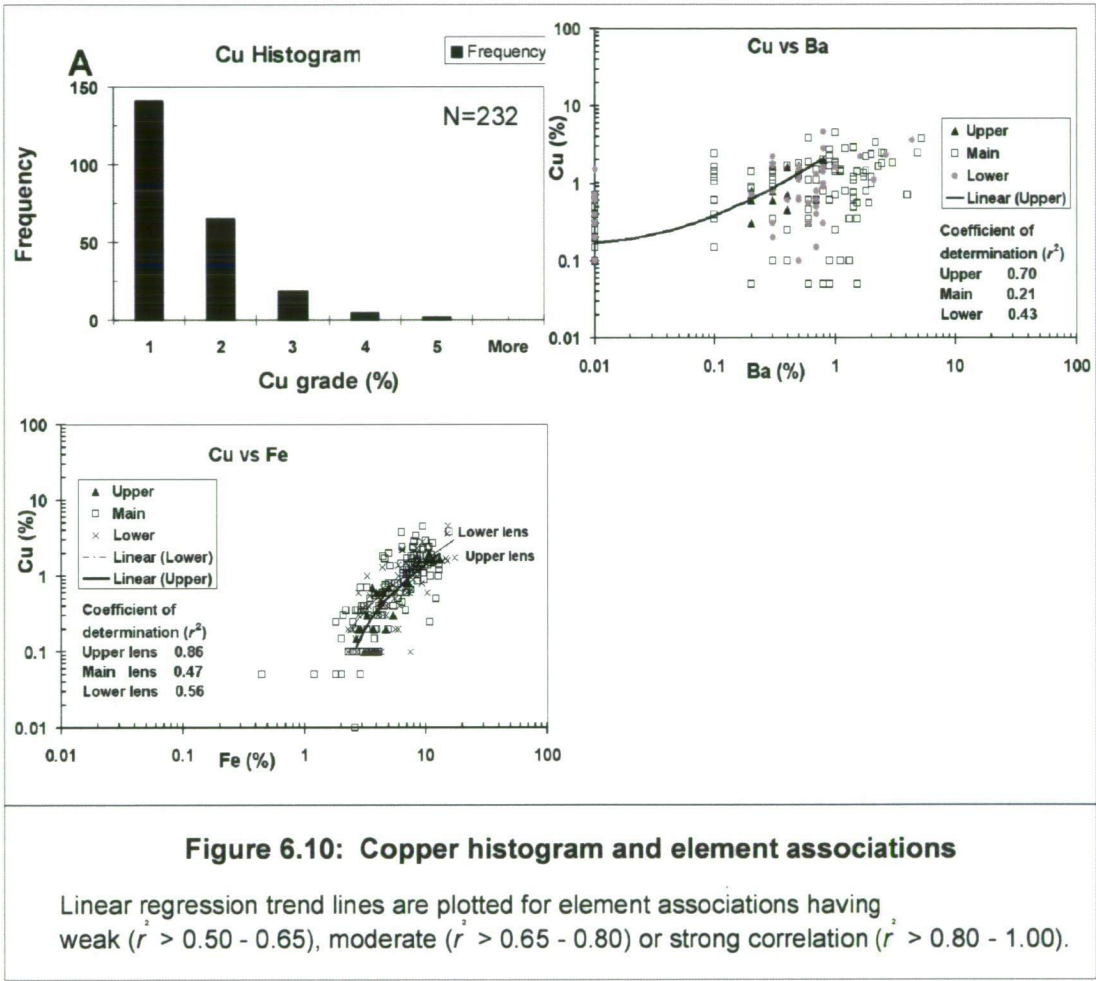 A
Cu Histogram
Frequency
N=232
150
100
50
0
Frequency
1 2 3 4 5 More
Cu grade (%)
Cu vs Ba
100
10
1
0.1
0.01
Cu (%)
Upper
Main
Lower
Linear (Upper)
Coefficient of
determination (r²)
Upper 0.70
Main 0.21
Lower 0.43
0.01 0.1 1 10 100
Ba (%)
Cu vs Fe
100
10
1
0.1
0.01
Cu (%)
Upper
Main
Lower
Linear (Lower)
Linear (Upper)
Coefficient of
determination (r²)
Upper lens 0.86
Main lens 0.47
Lower lens 0.56
Lower lens
Upper lens
0.01 0.1 1 10 100
Fe (%)
Figure 6.10: Copper histogram and element associations
Linear regression trend lines are plotted for element associations having
weak (r² > 0.50 - 0.65), moderate (r² > 0.65 - 0.80) or strong correlation (r² > 0.80 - 1.00).